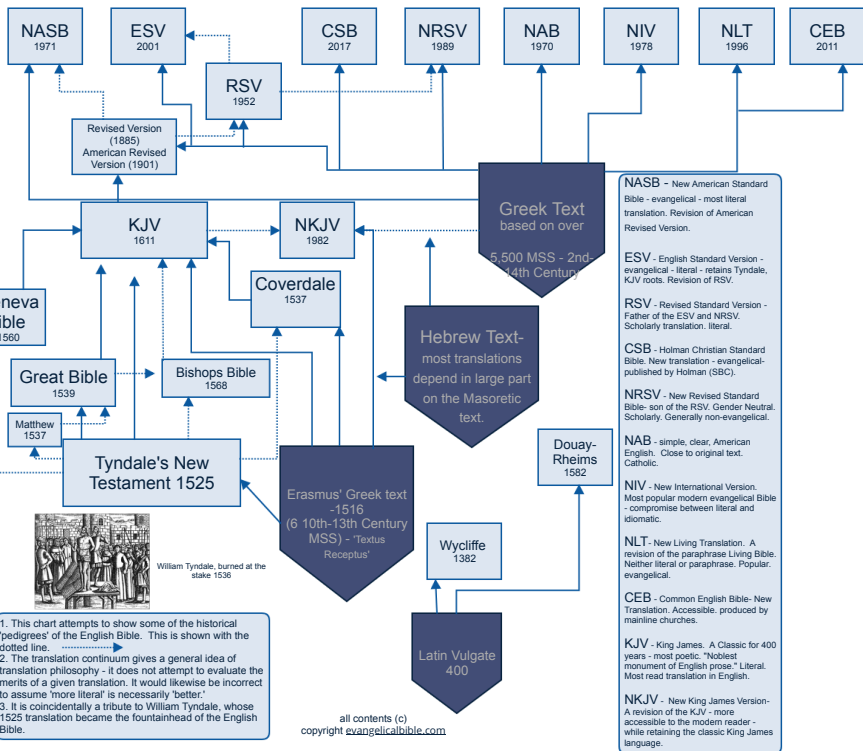 NASB
1971
ESV
2001
CSB
2017
NRSV
1989
NAB
1970
NIV
1978
NLT
1996
CEB
2011
RSV
1952
Revised Version
(1885)
American Revised
Version (1901)
Greek Text
based on over
5,500 MSS - 2nd-
14th Century
KJV
1611
NKJV
1982
Coverdale
1537
eneva
ible
1560
Hebrew Text-
most translations
depend in large part
on the Masoretic
text.
Great Bible
1539
Bishops Bible
1568
Matthew
1537
Tyndale's New
Testament 1525
Douay-
Rheims
1582
Erasmus' Greek text
-1516
(6 10th-13th Century
MSS) - 'Textus
Receptus'
Wycliffe
1382
William Tyndale, burned at the
stake 1536
Latin Vulgate
400
1. This chart attempts to show some of the historical
'pedigrees' of the English Bible. This is shown with the
dotted line.
2. The translation continuum gives a general idea of
translation philosophy - it does not attempt to evaluate the
merits of a given translation. It would likewise be incorrect
to assume 'more literal' is necessarily 'better.'
3. It is coincidentally a tribute to William Tyndale, whose
1525 translation became the fountainhead of the English
Bible.
all contents (c)
copyright evangelicalbible.com
NASB - New American Standard
Bible - evangelical - most literal
translation. Revision of American
Revised Version.
ESV - English Standard Version -
evangelical - literal - retains Tyndale,
KJV roots. Revision of RSV.
RSV - Revised Standard Version -
Father of the ESV and NRSV.
Scholarly translation. literal.
CSB - Holman Christian Standard
Bible. New translation - evangelical-
published by Holman (SBC).
NRSV - New Revised Standard
Bible- son of the RSV. Gender Neutral.
Scholarly. Generally non-evangelical.
NAB - simple, clear, American
English. Close to original text.
Catholic.
NIV - New International Version.
Most popular modern evangelical Bible
- compromise between literal and
idiomatic.
NLT- New Living Translation. A
revision of the paraphrase Living Bible.
Neither literal or paraphrase. Popular.
evangelical.
CEB - Common English Bible- New
Translation. Accessible. produced by
mainline churches.
KJV - King James. A Classic for 400
years - most poetic. "Noblest
monument of English prose." Literal.
Most read translation in English.
NKJV - New King James Version-
A revision of the KJV - more
accessible to the modern reader -
while retaining the classic King James
language.